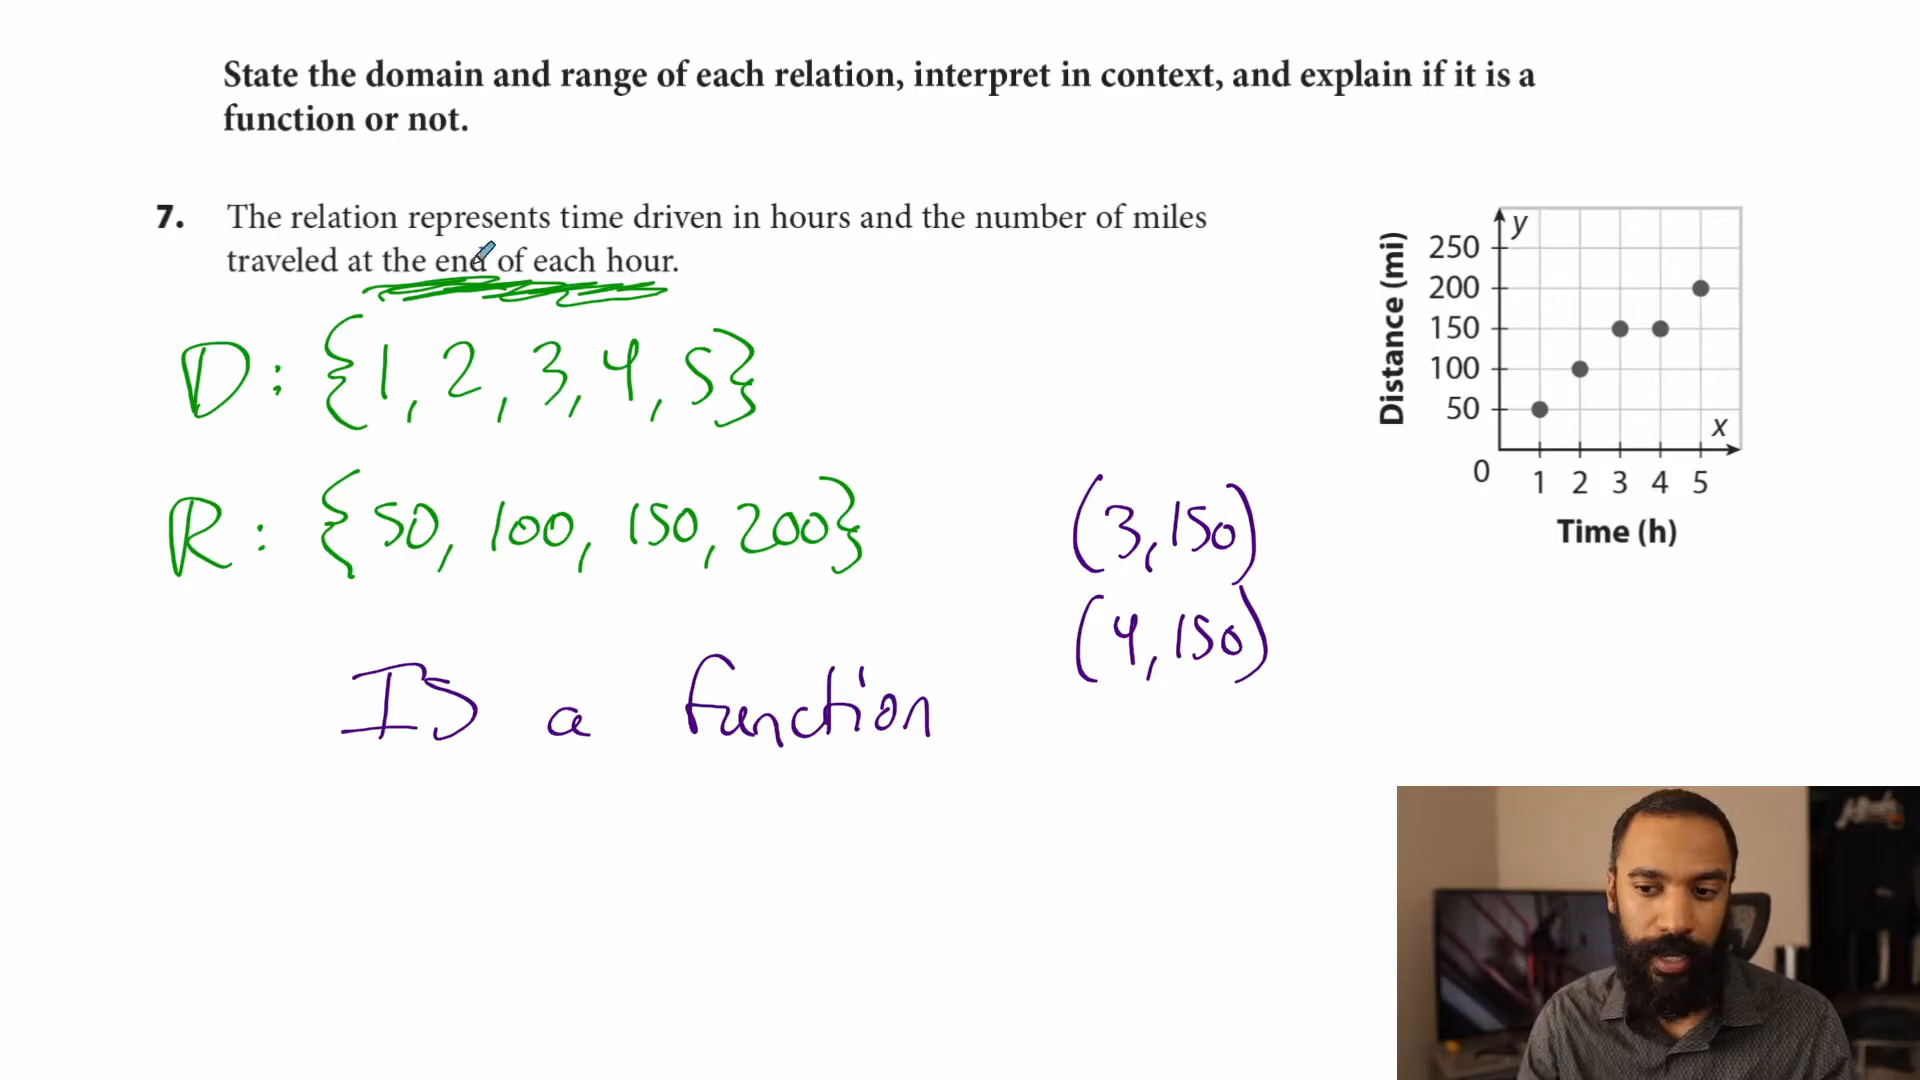 State the domain and range of each relation, interpret in context, and explain if it is a
function or not.
7. The relation represents time driven in hours and the number of miles
traveled at the end of each hour.
D: {1, 2, 3, 4, 5}
R: {50, 100, 150, 200}
(3, 150)
(4, 150)
IS a function
y
Distance (mi)
250
200
150
100
50
x
0 1 2 3 4 5
Time (h)